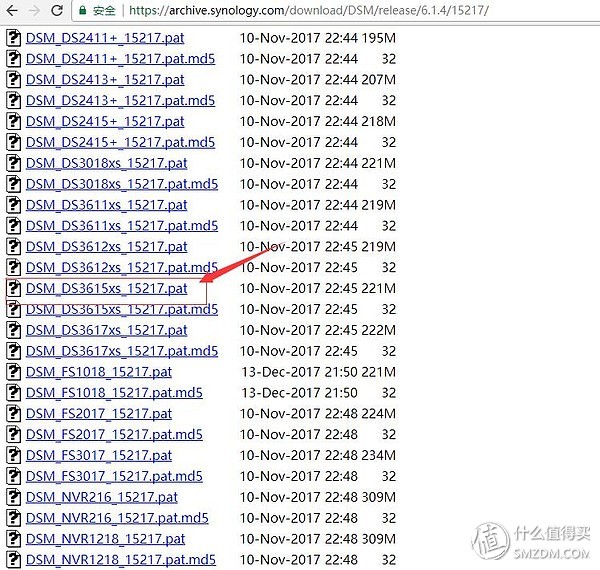 安全 https://archive.synology.com/download/DSM/release/6.1.4/15217/
DSM_DS2411+_15217.pat 10-Nov-2017 22:44 195M
DSM_DS2411+_15217.pat.md5 10-Nov-2017 22:44 32
DSM_DS2413+_15217.pat 10-Nov-2017 22:44 207M
DSM_DS2413+_15217.pat.md5 10-Nov-2017 22:44 32
DSM_DS2415+_15217.pat 10-Nov-2017 22:44 218M
DSM_DS2415+_15217.pat.md5 10-Nov-2017 22:44 32
DSM_DS3018xs_15217.pat 10-Nov-2017 22:44 221M
DSM_DS3018xs_15217.pat.md5 10-Nov-2017 22:44 32
DSM_DS3611xs_15217.pat 10-Nov-2017 22:44 219M
DSM_DS3611xs_15217.pat.md5 10-Nov-2017 22:44 32
DSM_DS3612xs_15217.pat 10-Nov-2017 22:45 219M
DSM_DS3612xs_15217.pat.md5 10-Nov-2017 22:45 32
DSM_DS3615xs_15217.pat 10-Nov-2017 22:45 221M
DSM_DS3615xs_15217.pat.md5 10-Nov-2017 22:45 32
DSM_DS3617xs_15217.pat 10-Nov-2017 22:45 222M
DSM_DS3617xs_15217.pat.md5 10-Nov-2017 22:45 32
DSM_FS1018_15217.pat 13-Dec-2017 21:50 221M
DSM_FS1018_15217.pat.md5 13-Dec-2017 21:50 32
DSM_FS2017_15217.pat 10-Nov-2017 22:48 224M
DSM_FS2017_15217.pat.md5 10-Nov-2017 22:48 32
DSM_FS3017_15217.pat 10-Nov-2017 22:48 234M
DSM_FS3017_15217.pat.md5 10-Nov-2017 22:48 32
DSM_NVR216_15217.pat 10-Nov-2017 22:48 309M
DSM_NVR216_15217.pat.md5 10-Nov-2017 22:48 32
DSM_NVR1218_15217.pat 10-Nov-2017 22:48 309M
DSM_NVR1218_15217.pat.md5 10-Nov-2017 22:48 32
值 什么值得买
SMZDM.COM